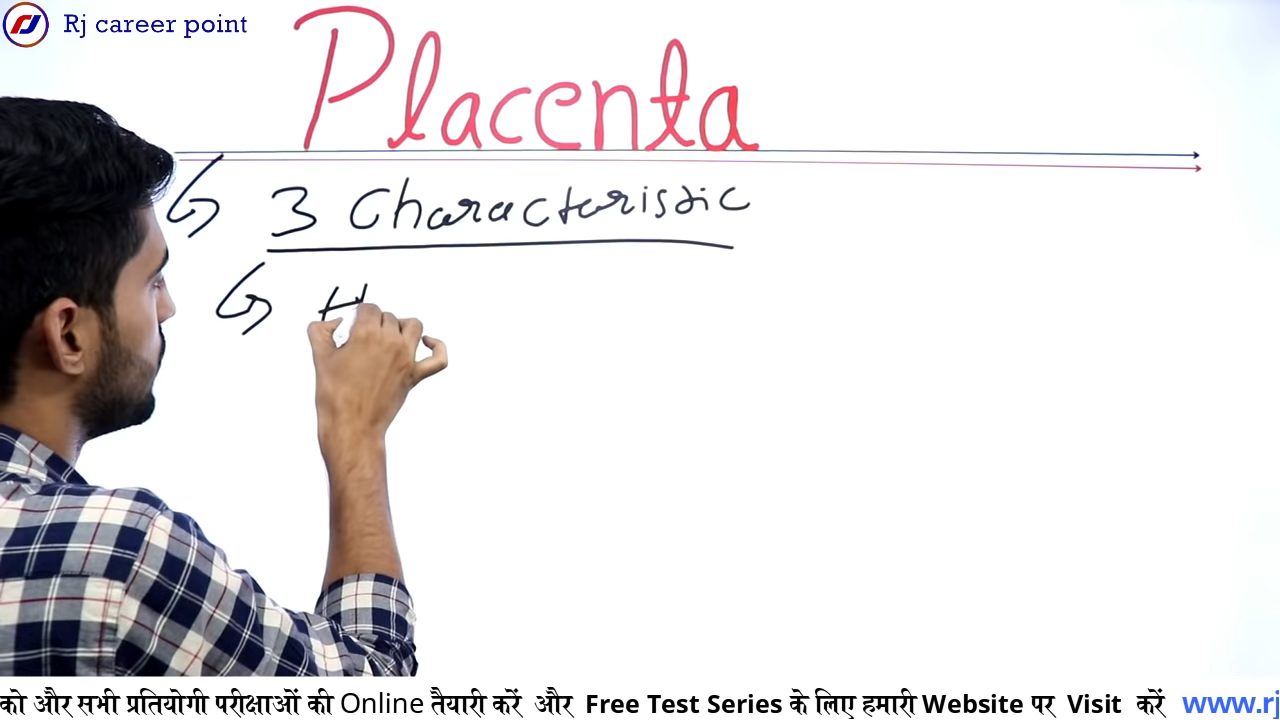 Rj career point
Placenta
3 Characteristic
H
को और सभी प्रतियोगी परीक्षाओं की Online तैयारी करें और Free Test Series के लिए हमारी Website पर Visit करें www.rj